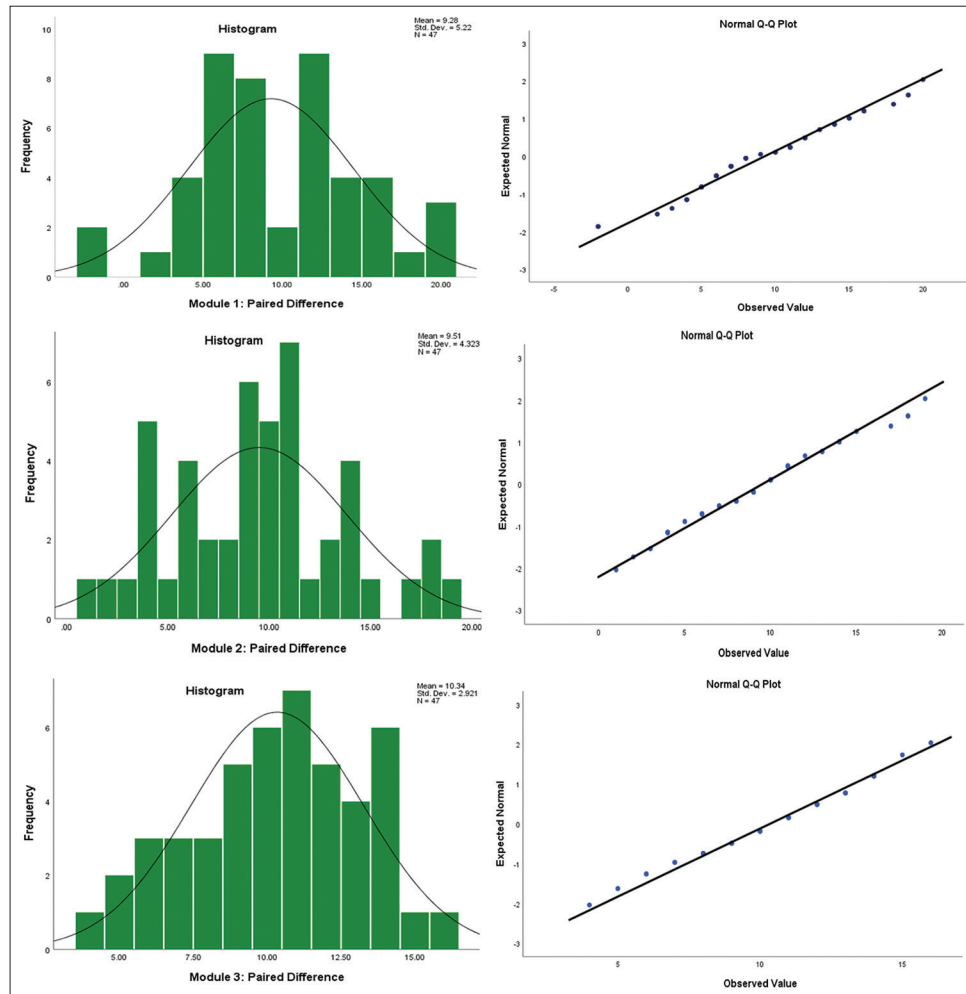 Histogram
Mean = 9.28
Std. Dev. = 5.22
N = 47
Frequency
10
8
6
4
2
0
.00
5.00
10.00
15.00
20.00
Module 1: Paired Difference
Normal Q-Q Plot
Expected Normal
3
2
1
0
-1
-2
-3
-5
0
5
10
15
20
Observed Value
Histogram
Mean = 9.51
Std. Dev. = 4.323
N = 47
Frequency
6
4
2
0
.00
5.00
10.00
15.00
20.00
Module 2: Paired Difference
Normal Q-Q Plot
Expected Normal
3
2
1
0
-1
-2
-3
0
5
10
15
20
Observed Value
Histogram
Mean = 10.34
Std. Dev. = 2.921
N = 47
Frequency
6
4
2
0
5.00
7.50
10.00
12.50
15.00
Module 3: Paired Difference
Normal Q-Q Plot
Expected Normal
3
2
1
0
-1
-2
-3
5
10
15
Observed Value